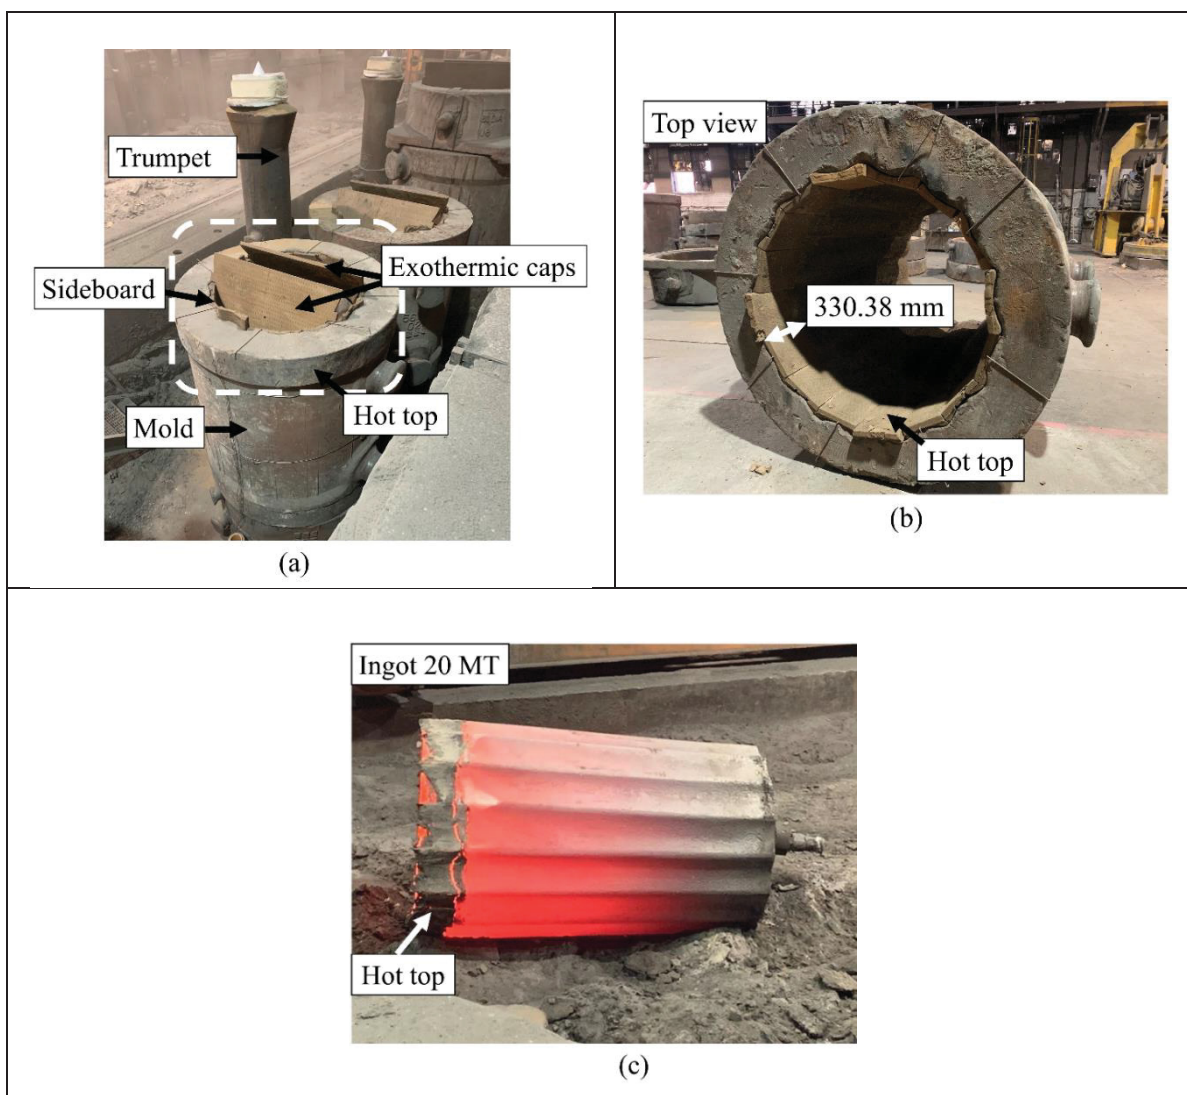 Trumpet
Exothermic caps
Sideboard
Hot top
Mold
(a)
Top view
330.38 mm
Hot top
(b)
Ingot 20 MT
Hot top
(c)